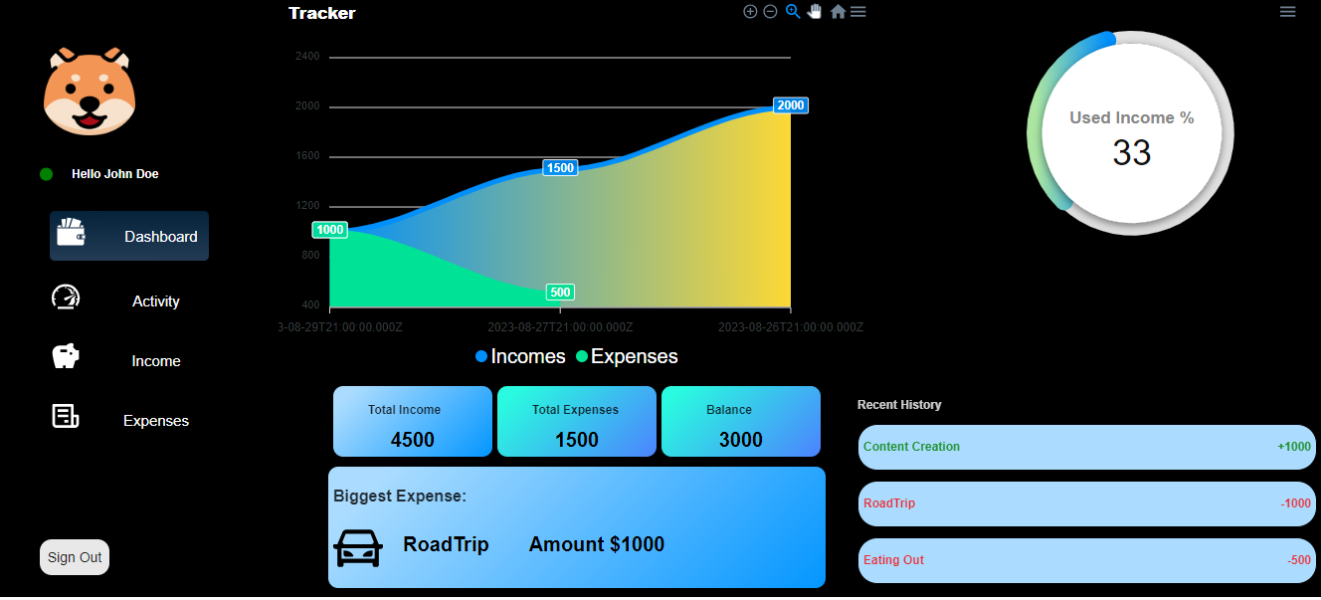 Tracker
Hello John Doe
Dashboard
Activity
Income
Expenses
Sign Out
2400
2000
1600
1200
800
400
1000
1500
2000
500
3-08-29T21:00:00.000Z
2023-08-27T21:00:00.000Z
2023-08-26T21:00:00.000Z
Incomes
Expenses
Used Income %
33
Total Income
4500
Total Expenses
1500
Balance
3000
Biggest Expense:
RoadTrip Amount $1000
Recent History
Content Creation +1000
RoadTrip -1000
Eating Out -500